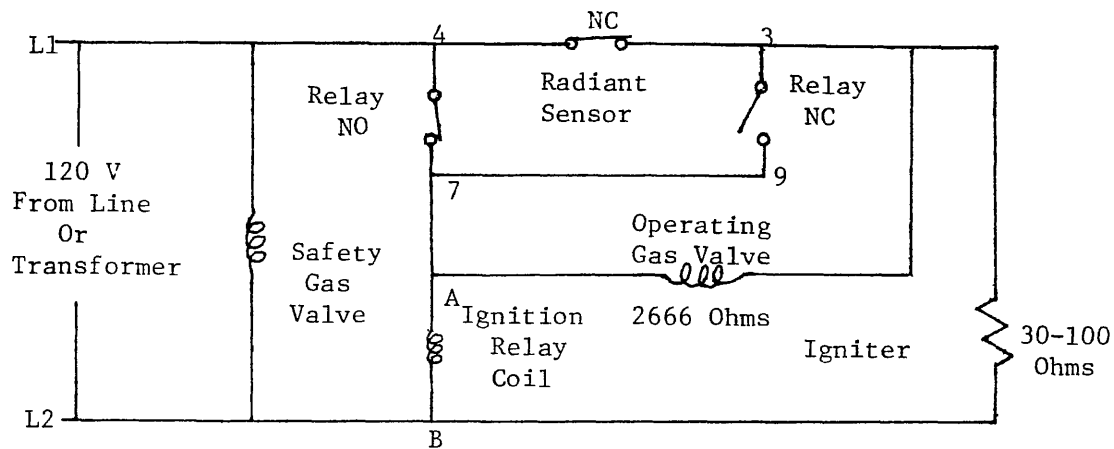 NC
L1
4
3
Relay
NO
Radiant
Sensor
Relay
NC
120 V
From Line
Or
Transformer
7
9
Safety
Gas
Valve
Operating
Gas Valve
2666 Ohms
A
Ignition
Relay
Coil
Igniter
30-100
Ohms
L2
B